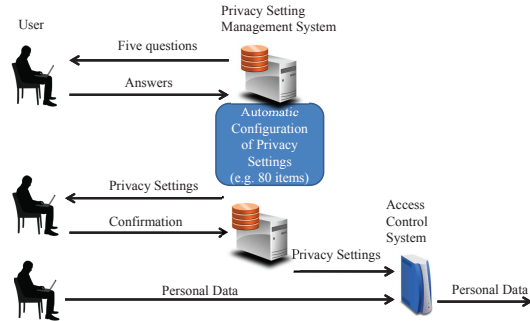 User
Privacy Setting
Management System
Five questions
Answers
Automatic
Configuration
of Privacy
Settings
(e.g. 80 items)
Privacy Settings
Confirmation
Access
Control
System
Privacy Settings
Personal Data
Personal Data